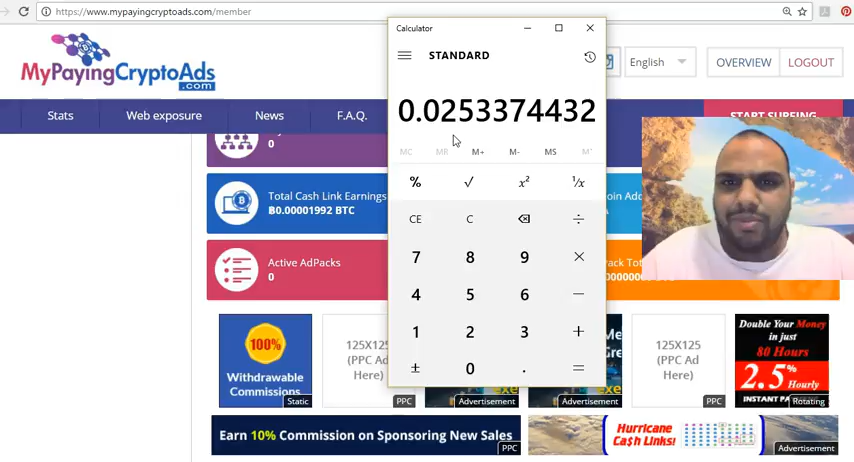 https://www.mypayingcryptoads.com/member
Calculator
STANDARD
MyPayingCryptoAds
.com
English
OVERVIEW
LOGOUT
0.0253374432
Stats
Web exposure
News
F.A.Q.
START SURFING
0
MC MR M+ M- MS M˅
Total Cash Link Earnings
฿0.00001992 BTC
% √ x² ¹/x
CE C ÷
7 8 9 ×
Active AdPacks
0
4 5 6 −
1 2 3 +
± 0 . =
100%
Withdrawable
Commissions
Static
125X125
(PPC Ad
Here)
PPC
Advertisement
Advertisement
125X125
(PPC Ad
Here)
PPC
Double Your Money
in just
80 Hours
2.5% Hourly
INSTANT
Rotating
Earn 10% Commission on Sponsoring New Sales
PPC
Hurricane
Ca$h Links!
Advertisement